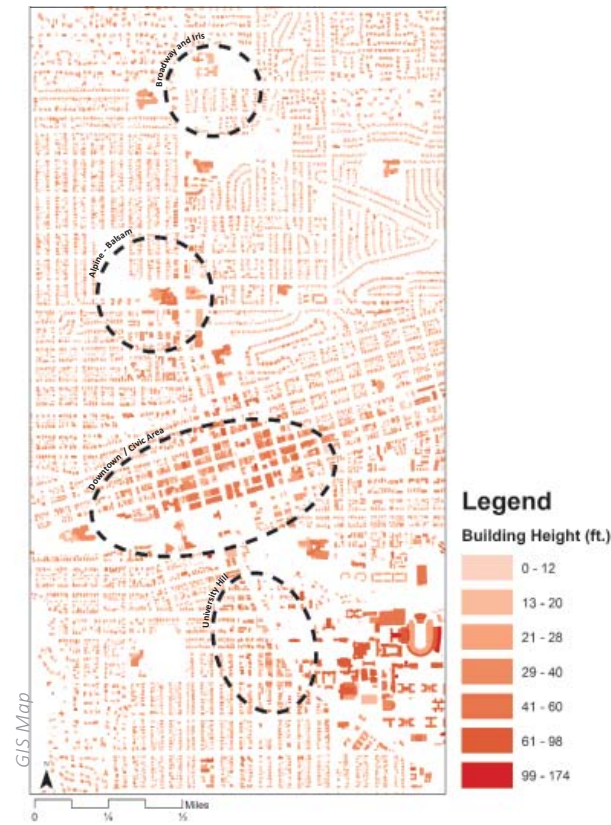 Broadway and Iris
Alpine - Balsam
Downtown / Civic Area
University Hill
GIS Map
N
Miles
0 ¼ ½
Legend
Building Height (ft.)
0 - 12
13 - 20
21 - 28
29 - 40
41 - 60
61 - 98
99 - 174